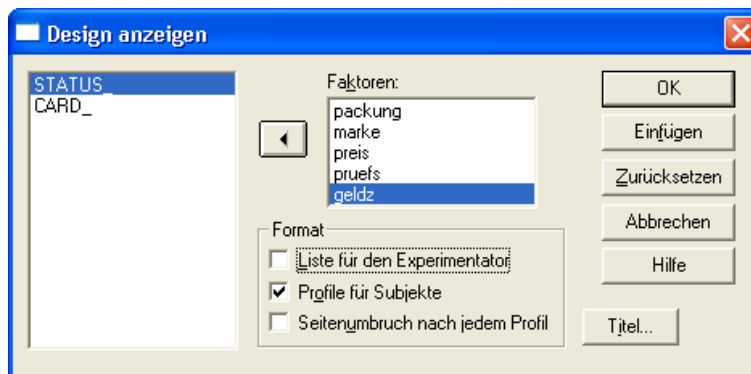 Design anzeigen
STATUS_
CARD_
Faktoren:
packung
marke
preis
pruefs
geldz
Format
Liste für den Experimentator
Profile für Subjekte
Seitenumbruch nach jedem Profil
OK
Einfügen
Zurücksetzen
Abbrechen
Hilfe
Titel...